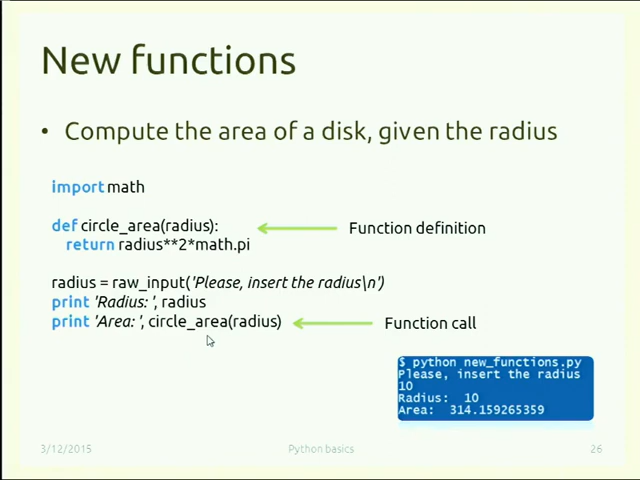 New functions
• Compute the area of a disk, given the radius
import math
def circle_area(radius):
Function definition
return radius**2*math.pi
radius = raw_input('Please, insert the radius\n')
print 'Radius: ', radius
print 'Area: ', circle_area(radius)
Function call
$ python new_functions.py
Please, insert the radius
10
Radius:  10
Area:  314.159265359
3/12/2015
Python basics
26